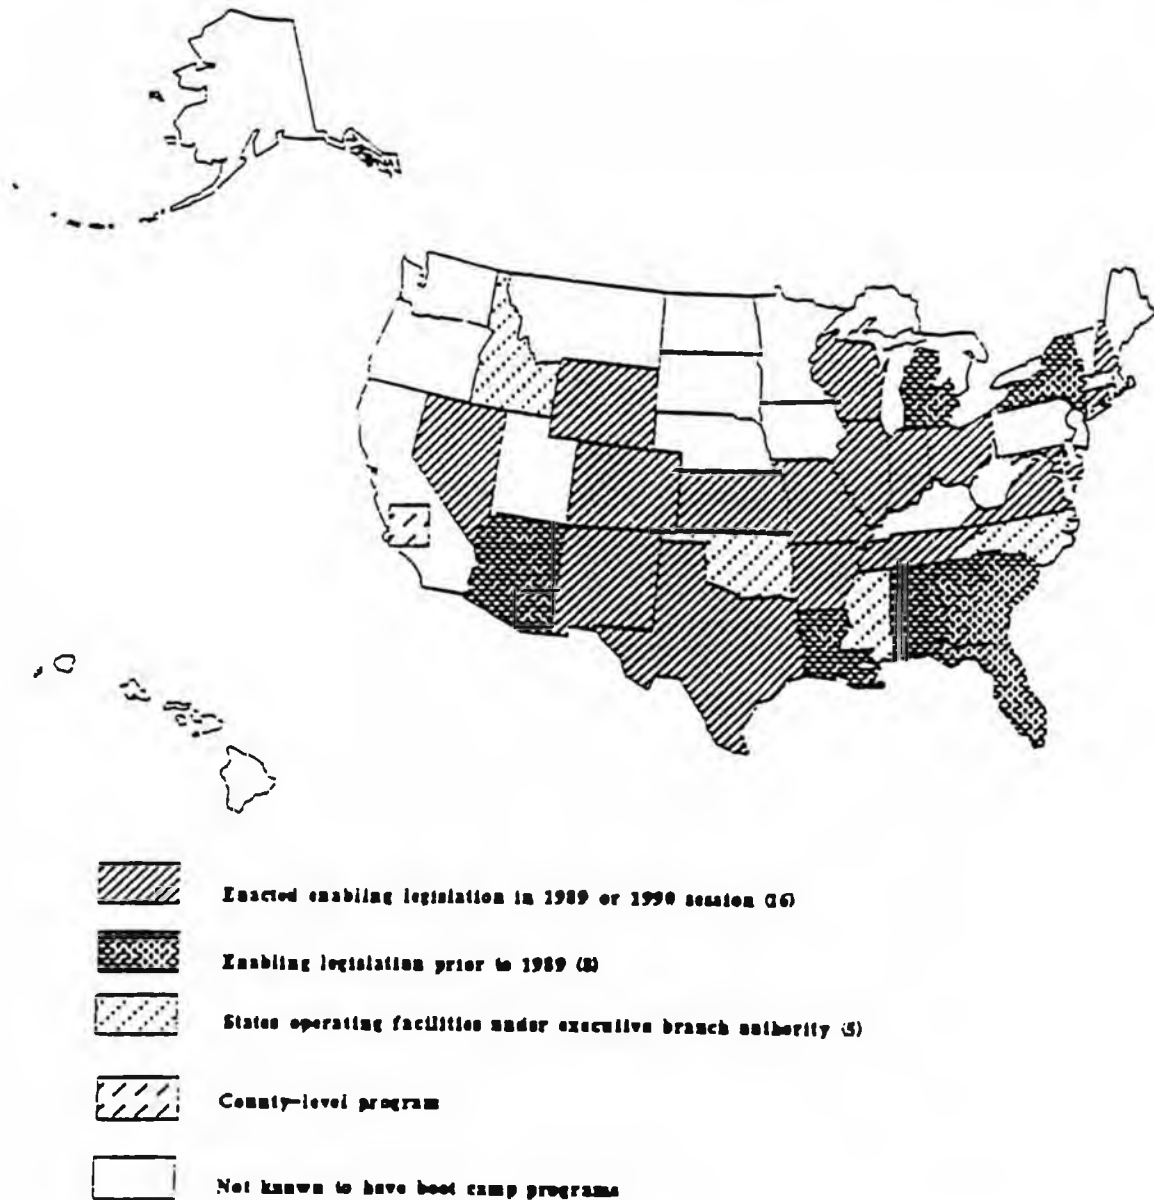 Enacted enabling legislation in 1989 or 1990 session (16)
Enabling legislation prior to 1989 (8)
States operating facilities under executive branch authority (5)
County-level program
Not known to have boot camp programs